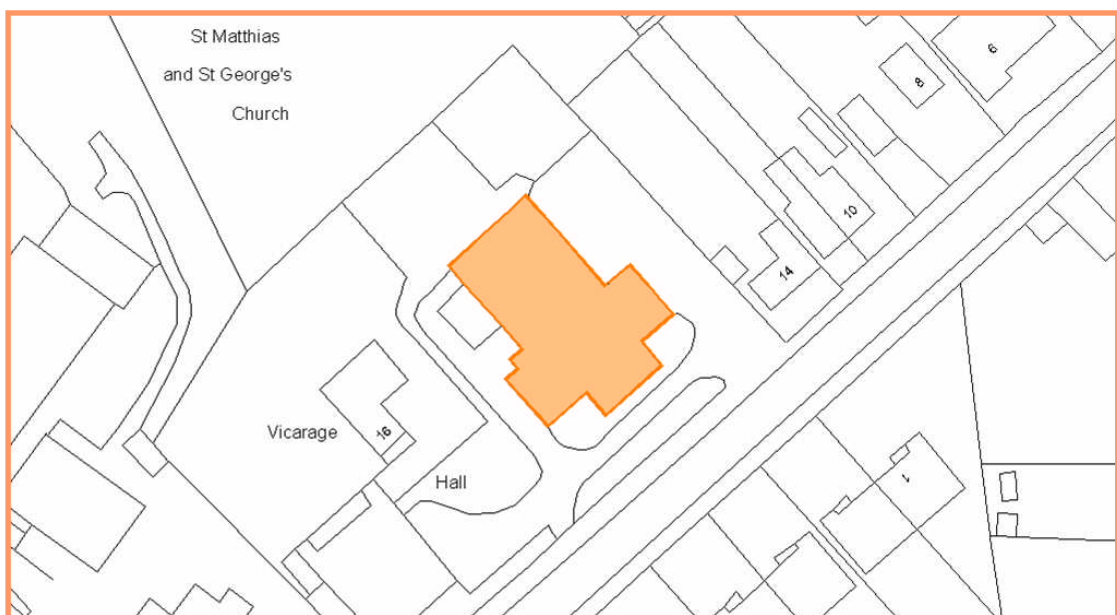 St Matthias
and St George's
Church
6
8
10
14
16
Vicarage
Hall
1